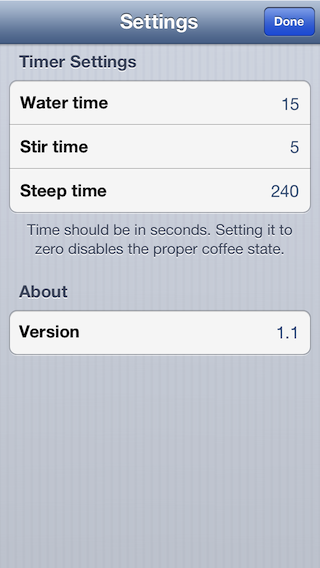 Settings
Done
Timer Settings
Water time 15
Stir time 5
Steep time 240
Time should be in seconds. Setting it to
zero disables the proper coffee state.
About
Version 1.1